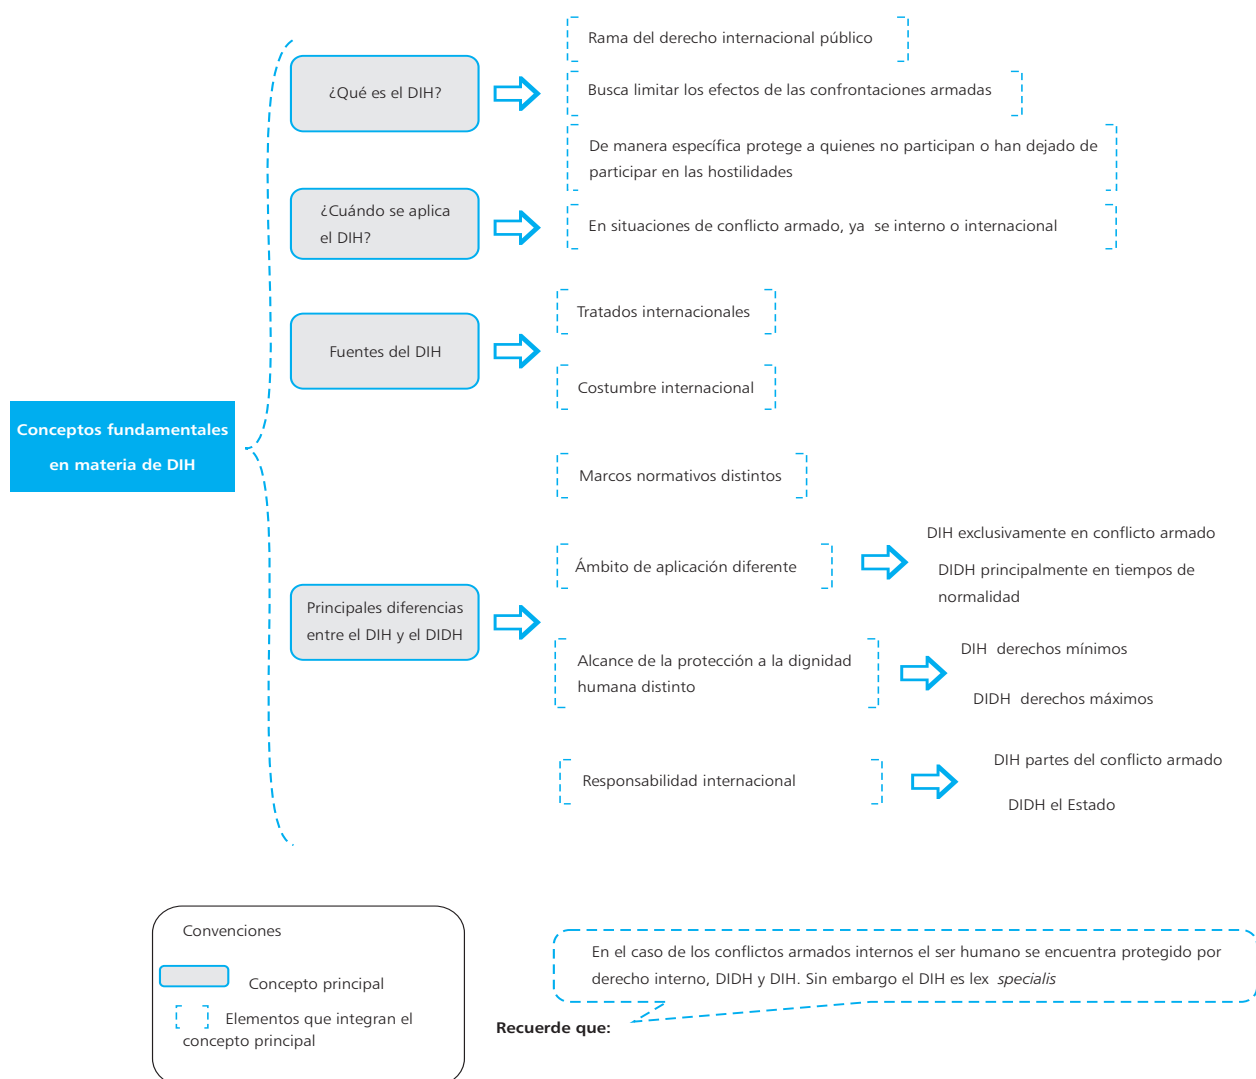 Conceptos fundamentales
en materia de DIH
¿Qué es el DIH?
Rama del derecho internacional público
Busca limitar los efectos de las confrontaciones armadas
De manera específica protege a quienes no participan o han dejado de
participar en las hostilidades
¿Cuándo se aplica
el DIH?
En situaciones de conflicto armado, ya se interno o internacional
Fuentes del DIH
Tratados internacionales
Costumbre internacional
Principales diferencias
entre el DIH y el DIDH
Marcos normativos distintos
Ámbito de aplicación diferente
DIH exclusivamente en conflicto armado
DIDH principalmente en tiempos de
normalidad
Alcance de la protección a la dignidad
humana distinto
DIH derechos mínimos
DIDH derechos máximos
Responsabilidad internacional
DIH partes del conflicto armado
DIDH el Estado
Convenciones
Concepto principal
Elementos que integran el
concepto principal
Recuerde que:
En el caso de los conflictos armados internos el ser humano se encuentra protegido por
derecho interno, DIDH y DIH. Sin embargo el DIH es lex specialis